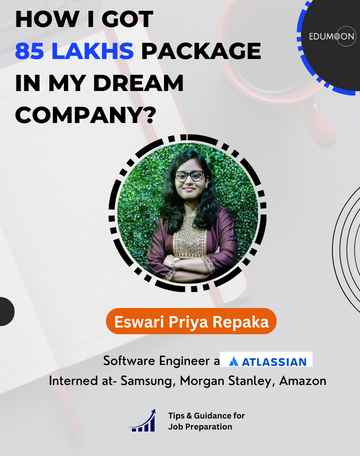 HOW I GOT
85 LAKHS PACKAGE
IN MY DREAM
COMPANY?
EDUMOON
Eswari Priya Repaka
Software Engineer a ATLASSIAN
Interned at- Samsung, Morgan Stanley, Amazon
Tips & Guidance for
Job Preparation